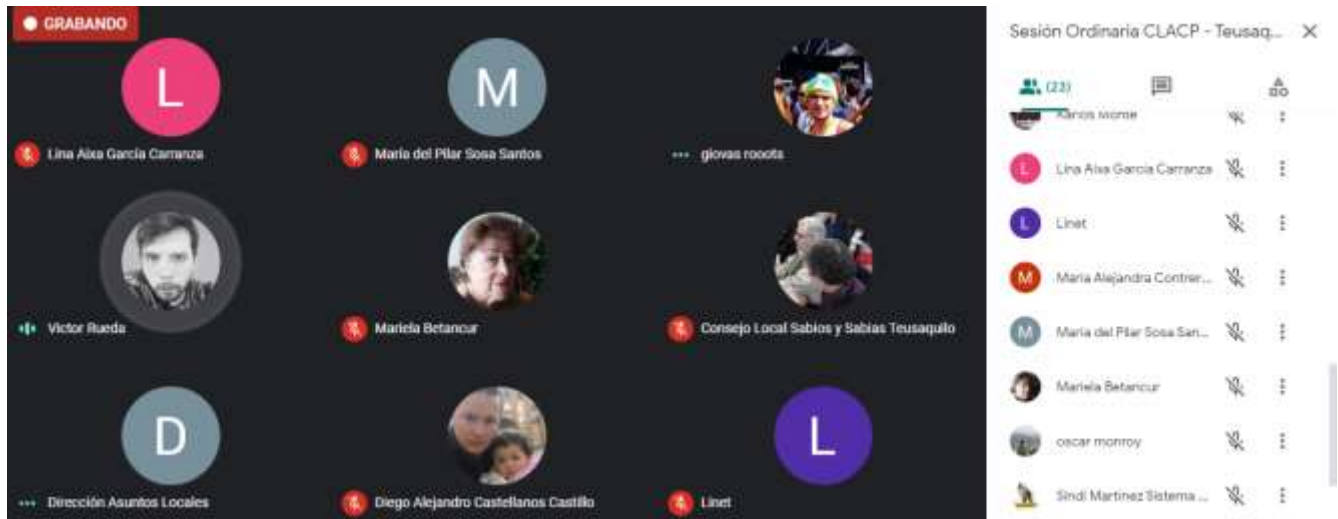 GRABANDO
L
M
Lina Aixa García Carranza
María del Pilar Sosa Santos
giovas rooota
Victor Rueda
Mariela Betancur
Consejo Local Sabios y Sabias Teusaquillo
D
L
Dirección Asuntos Locales
Diego Alejandro Castellanos Castillo
Linet
Sesión Ordinaria CLACP - Teusaq...
(23)
L
Lina Aixa García Carranza
L
Linet
M
Maria Alejandra Contrer...
M
María del Pilar Sosa San...
Mariela Betancur
oscar monroy
Sindi Martinez Sistema ...